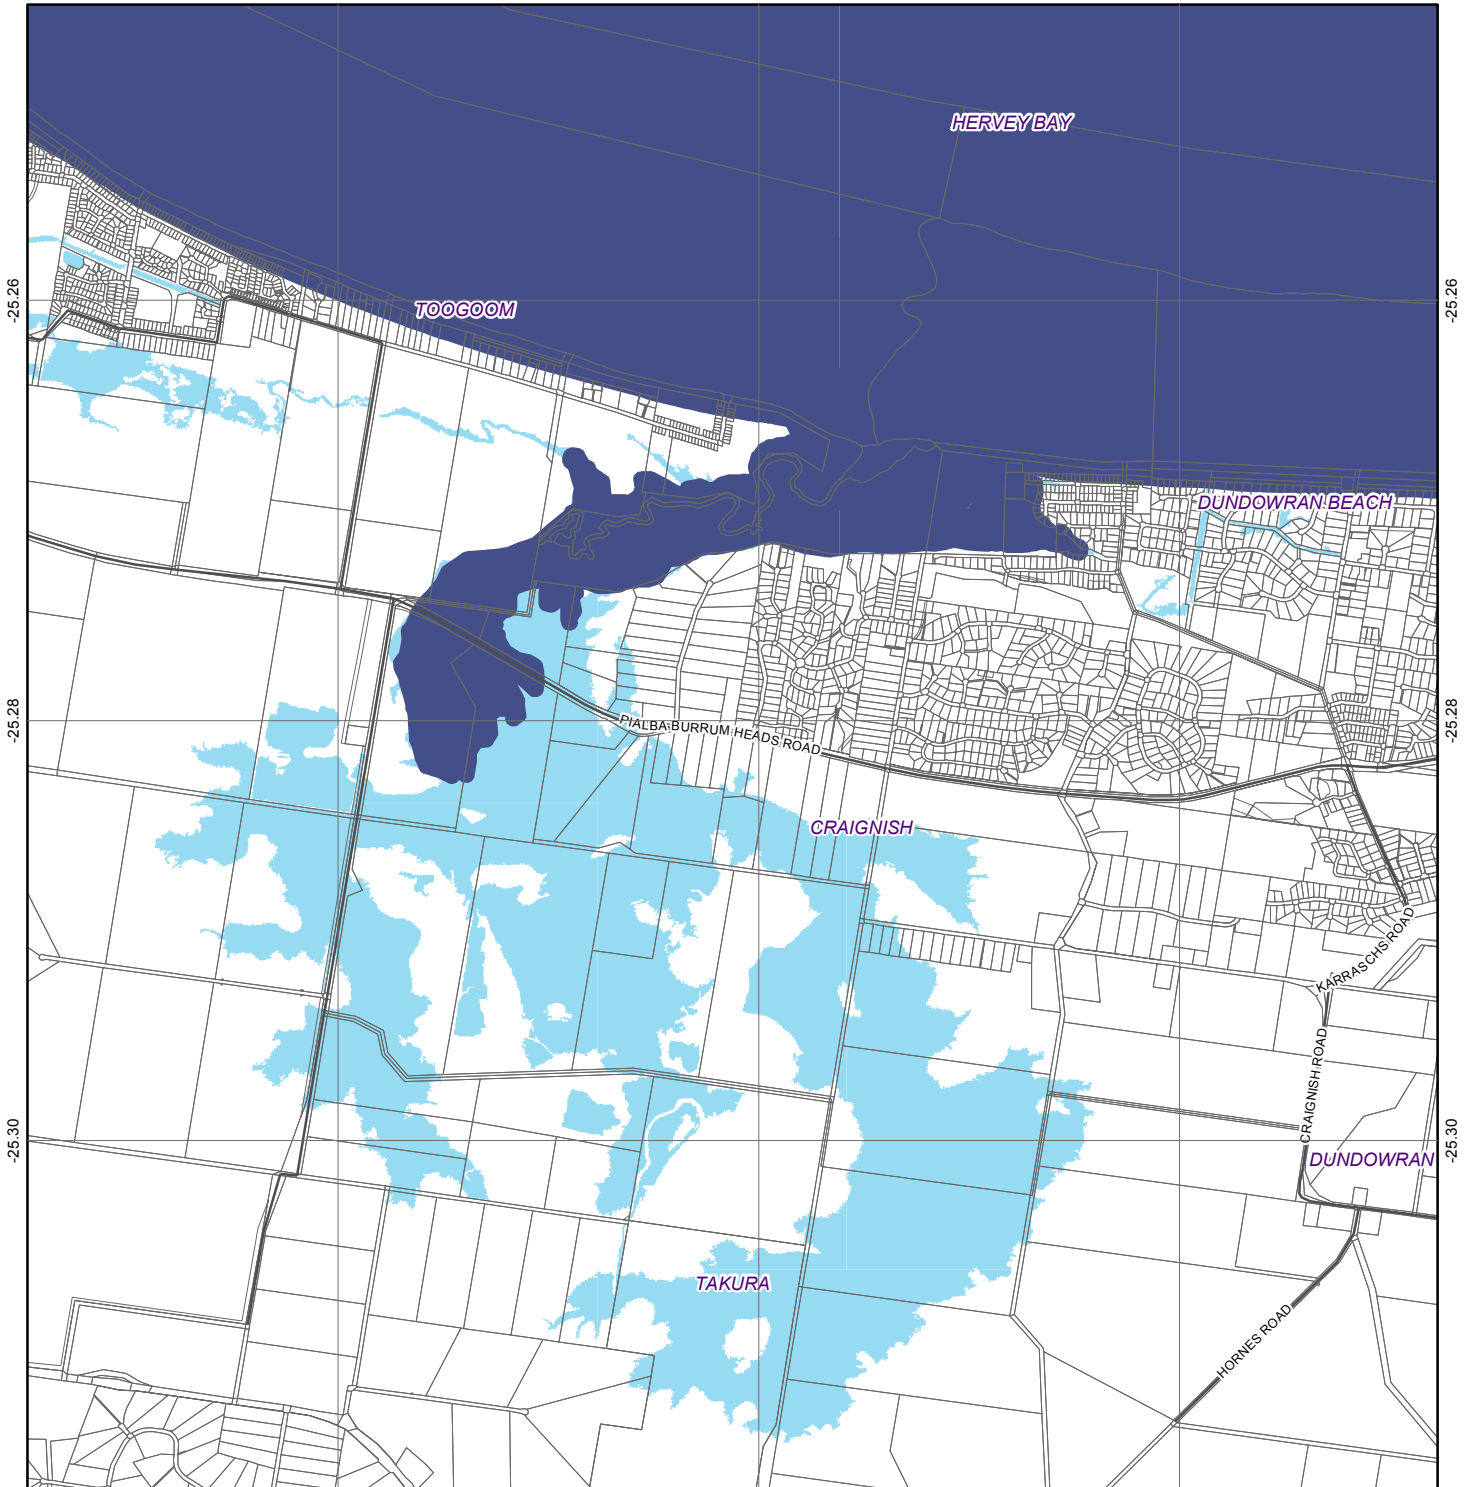 HERVEY BAY
-25.26
-25.26
TOOGOOM
DUNDOWRAN BEACH
-25.28
-25.28
PIALBA BURRUM HEADS ROAD
CRAIGNISH
KARRASCHS ROAD
CRAIGNISH ROAD
-25.30
-25.30
DUNDOWRAN
TAKURA
HORNES ROAD